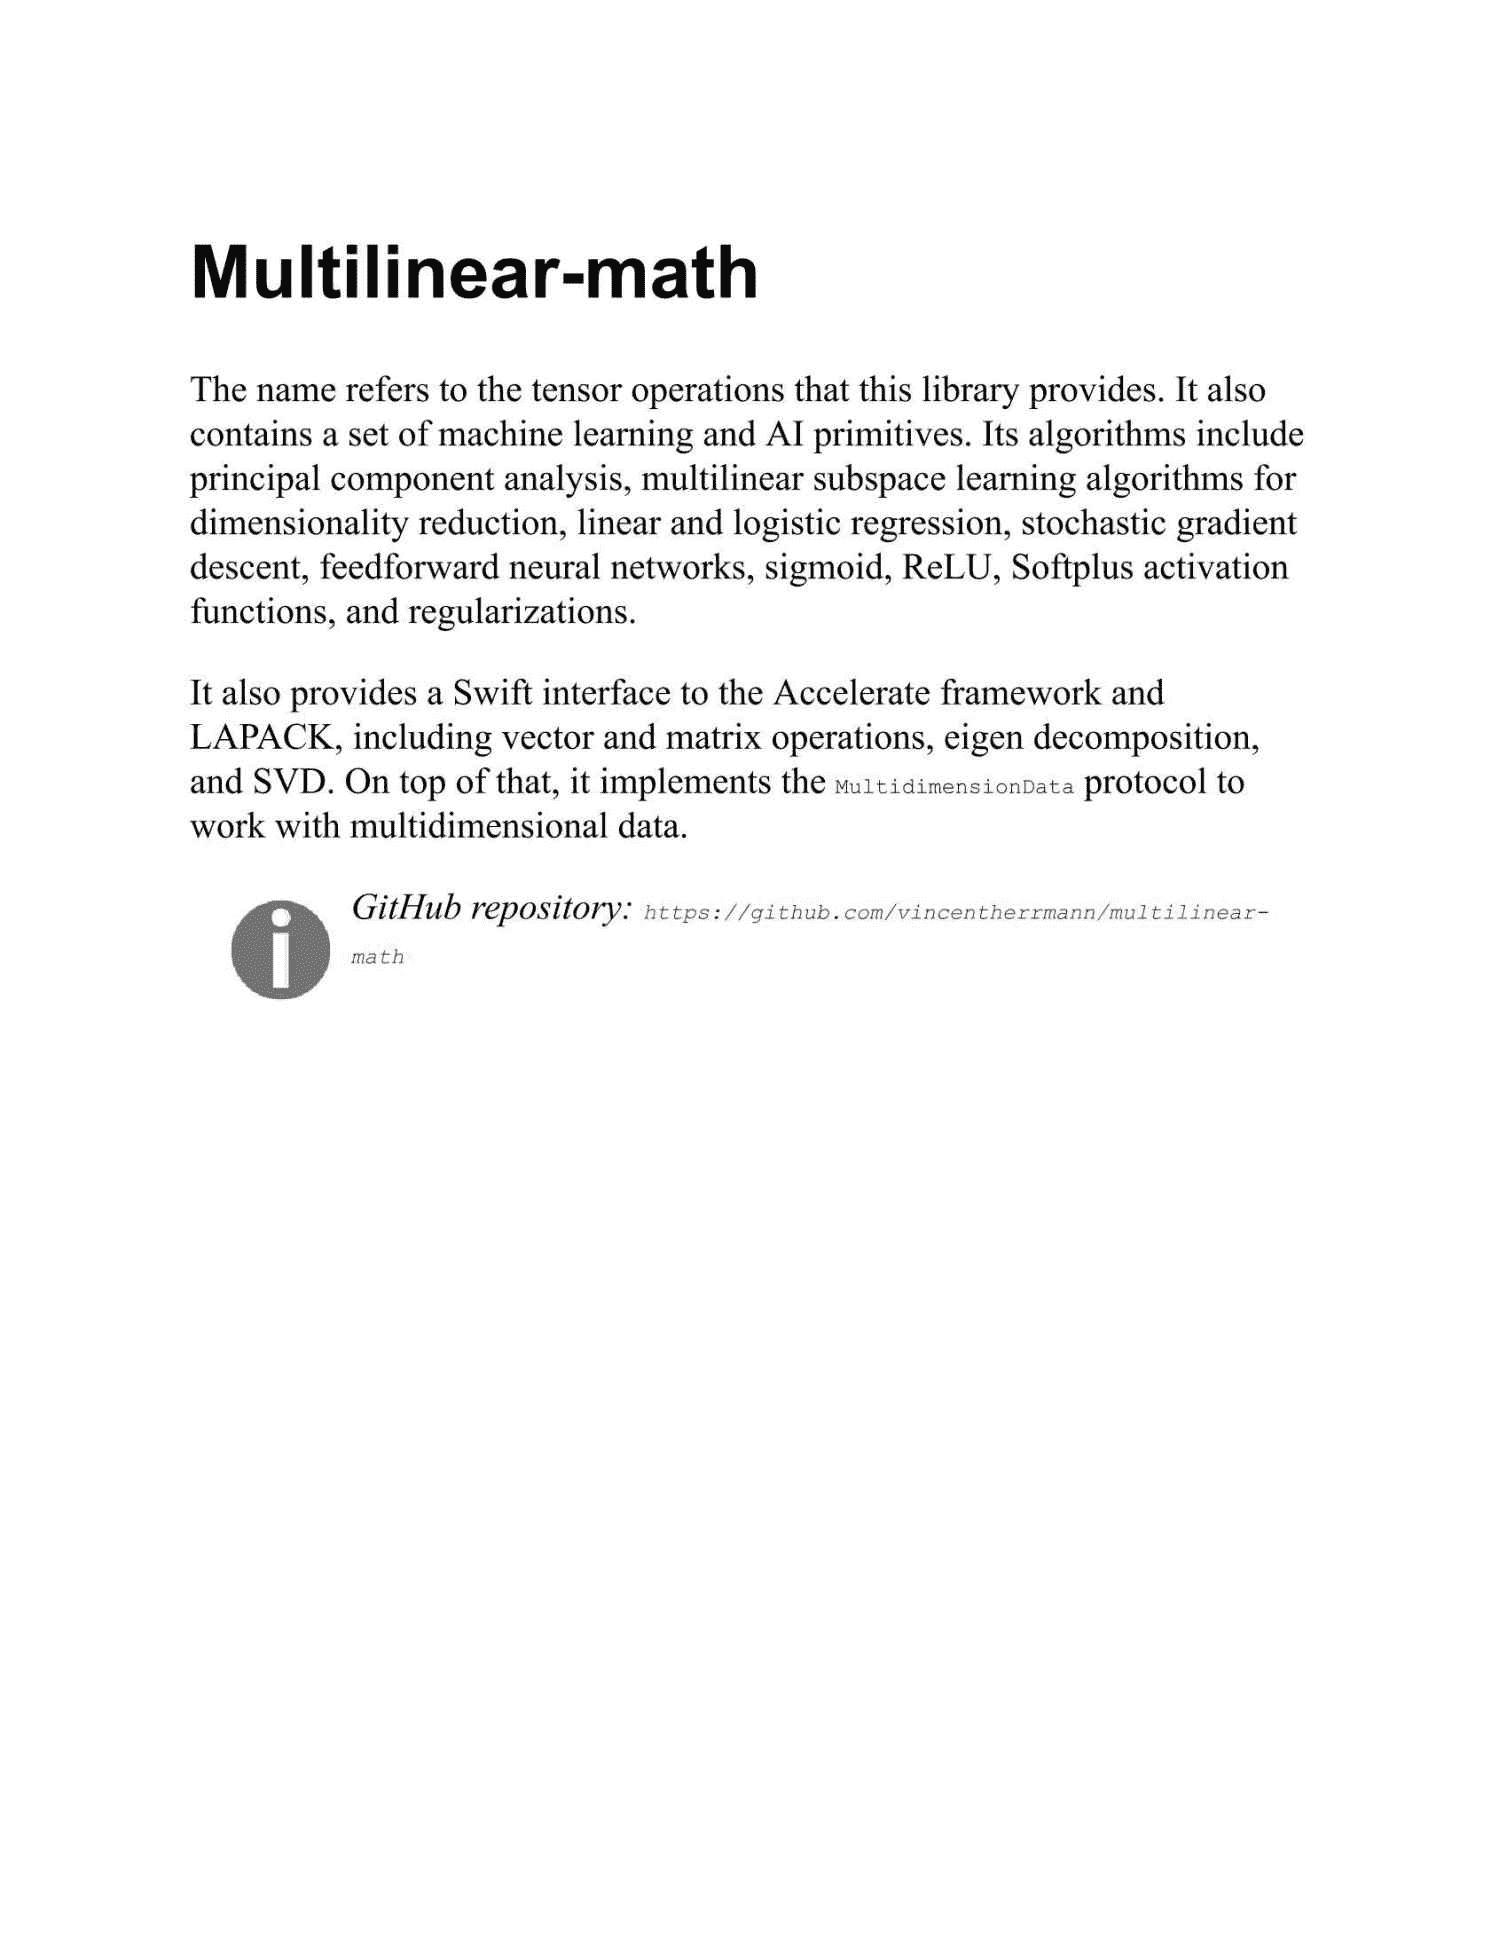 Multilinear-math
The name refers to the tensor operations that this library provides. It also
contains a set of machine learning and AI primitives. Its algorithms include
principal component analysis, multilinear subspace learning algorithms for
dimensionality reduction, linear and logistic regression, stochastic gradient
descent, feedforward neural networks, sigmoid, ReLU, Softplus activation
functions, and regularizations.
It also provides a Swift interface to the Accelerate framework and
LAPACK, including vector and matrix operations, eigen decomposition,
and SVD. On top of that, it implements the MultidimensionData protocol to
work with multidimensional data.
GitHub repository: https://github.com/vincentherrmann/multilinear-
math